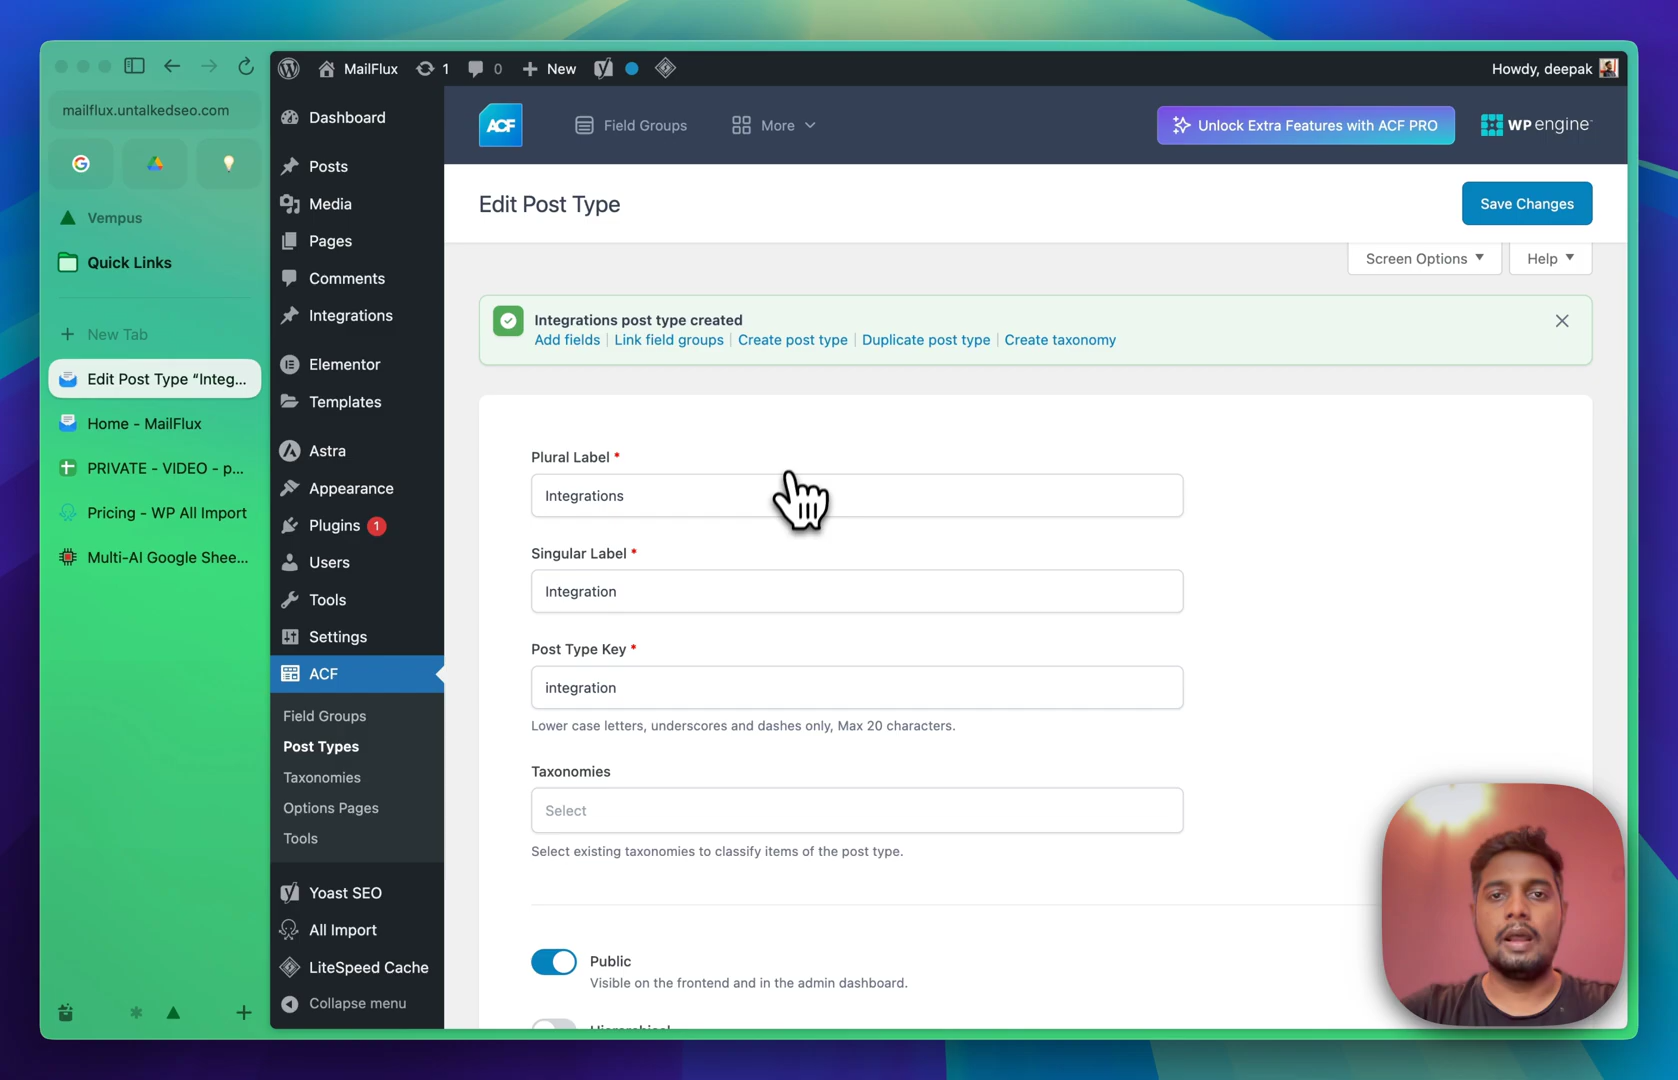 mailflux.untalkedseo.com
Vempus
Quick Links
New Tab
Edit Post Type “Integ...
Home - MailFlux
PRIVATE - VIDEO - p...
Pricing - WP All Import
Multi-AI Google Shee...
MailFlux
1
0
New
Howdy, deepak
Dashboard
Posts
Media
Pages
Comments
Integrations
Elementor
Templates
Astra
Appearance
Plugins 1
Users
Tools
Settings
ACF
Field Groups
Post Types
Taxonomies
Options Pages
Tools
Yoast SEO
All Import
LiteSpeed Cache
Collapse menu
ACF
Field Groups
More
Unlock Extra Features with ACF PRO
WP engine
Edit Post Type
Save Changes
Screen Options
Help
Integrations post type created
Add fields | Link field groups | Create post type | Duplicate post type | Create taxonomy
Plural Label *
Integrations
Singular Label *
Integration
Post Type Key *
integration
Lower case letters, underscores and dashes only, Max 20 characters.
Taxonomies
Select
Select existing taxonomies to classify items of the post type.
Public
Visible on the frontend and in the admin dashboard.